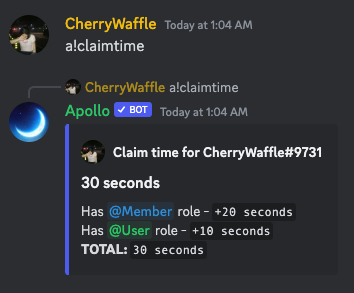 CherryWaffle Today at 1:04 AM
a!claimtime
CherryWaffle a!claimtime
Apollo ✓ BOT Today at 1:04 AM
Claim time for CherryWaffle#9731
30 seconds
Has @Member role - +20 seconds
Has @User role - +10 seconds
TOTAL: 30 seconds